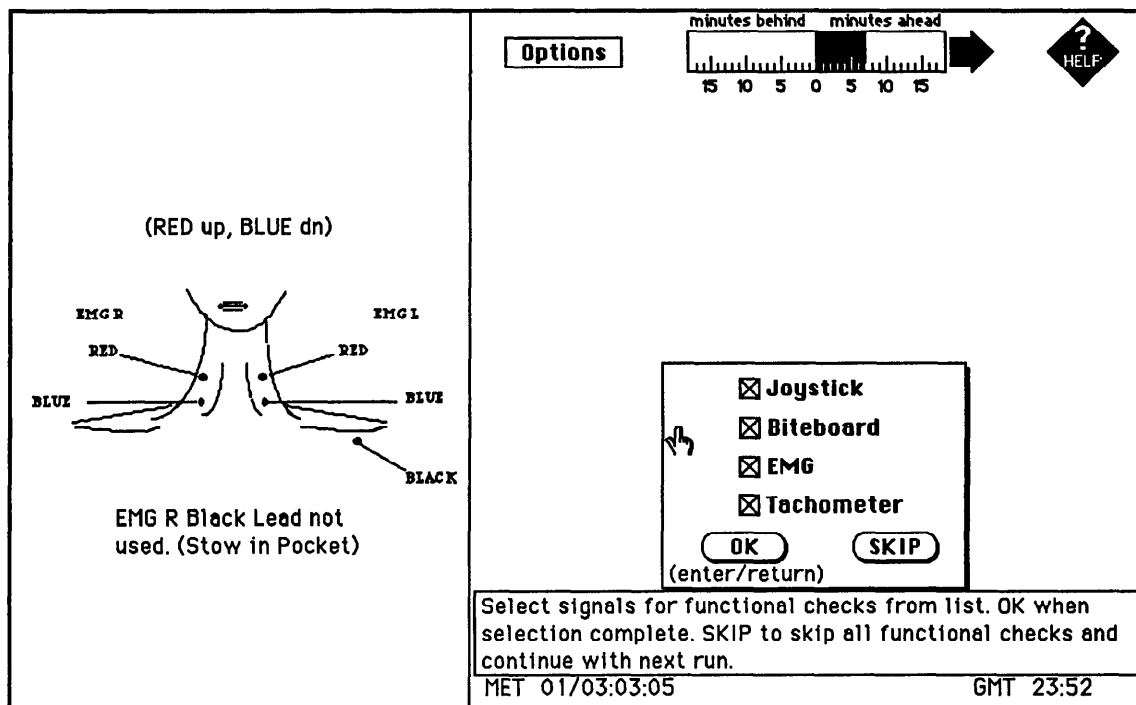 (RED up, BLUE dn)
EMG R EMG L
RED RED
BLUE BLUE
BLACK
EMG R Black Lead not
used. (Stow in Pocket)
Options
minutes behind minutes ahead
15 10 5 0 5 10 15
?
HELP
Joystick
Biteboard
EMG
Tachometer
OK SKIP
(enter/return)
Select signals for functional checks from list. OK when
selection complete. SKIP to skip all functional checks and
continue with next run.
MET 01/03:03:05 GMT 23:52